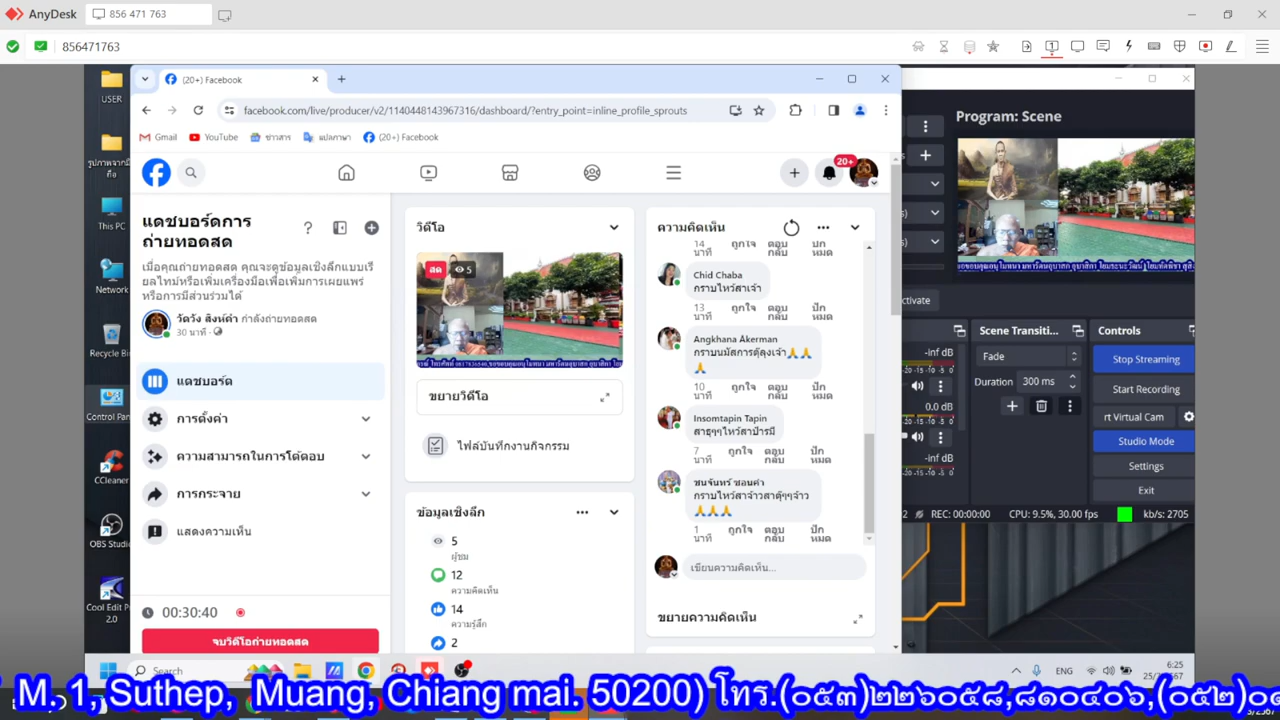 AnyDesk
856 471 763
856471763
(20+) Facebook
facebook.com/live/producer/v2/1140448143967316/dashboard/?entry_point=inline_profile_sprouts
Gmail
YouTube
ข่าวสาร
แปลภาษา
(20+) Facebook
USER
This PC
Network
Recycle Bi
Control Pan
CCleaner
OBS Studi
Cool Edit P
2.0
20+
แดชบอร์ดการ
ถ่ายทอดสด
เมื่อคุณถ่ายทอดสด คุณจะดูข้อมูลเชิงลึกแบบเรี
ยลไทม์หรือเพิ่มเครื่องมือเพื่อเพิ่มการเผยแพร่
หรือการมีส่วนร่วมได้
วัดวัง สิงห์คำ กำลังถ่ายทอดสด
30 นาที
แดชบอร์ด
การตั้งค่า
ความสามารถในการโต้ตอบ
การกระจาย
แสดงความเห็น
00:30:40
จบวิดีโอถ่ายทอดสด
วิดีโอ
สด
5
ขยายวิดีโอ
ไฟล์บันทึกงานกิจกรรม
ข้อมูลเชิงลึก
5
ผู้ชม
12
ความคิดเห็น
14
ความรู้สึก
2
ความคิดเห็น
14
นาที ถูกใจ ตอบกลับ ปักหมุด
Chid Chaba
กราบไหว้สาเจ้า
13
นาที ถูกใจ ตอบกลับ ปักหมุด
Angkhana Åkerman
กราบนมัสการตุ๊ลุงเจ้า🙏🙏
🙏
10
นาที ถูกใจ ตอบกลับ ปักหมุด
Insomtapin Tapin
สาธุๆๆไหว้สาป๋ารมี
7
นาที ถูกใจ ตอบกลับ ปักหมุด
กราบไหว้สาจ้าวสาตุ๊ๆๆจ้าว
🙏🙏🙏
1
นาที ถูกใจ ตอบกลับ ปักหมุด
เขียนความคิดเห็น...
ขยายความคิดเห็น
Program: Scene
activate
Scene Transiti...
Controls
-inf dB
Fade
Stop Streaming
Duration 300 ms
Start Recording
0.0 dB
rt Virtual Cam
Studio Mode
-inf dB
Settings
Exit
REC: 00:00:00
CPU: 9.5%, 30.00 fps
kb/s: 2705
Search
ENG
6:25
M. 1, Suthep, Muang, Chiang mai. 50200) โทร.(๐๕๓)๒๒๖๐๕๘,๘๑๐๔๐๖,(๐๕๒)